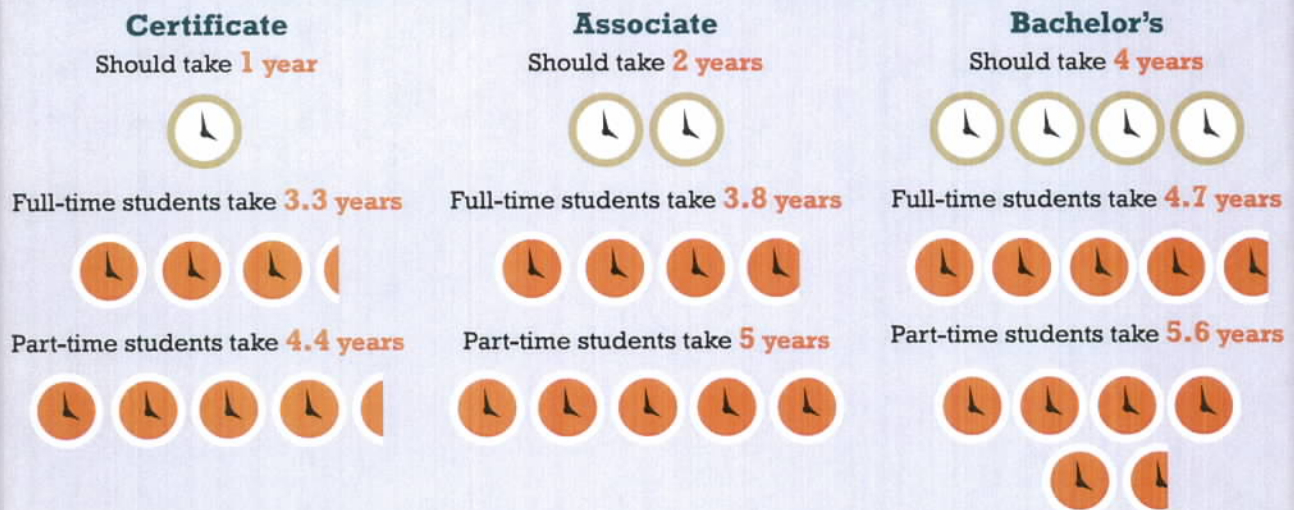 Certificate
Should take 1 year
Full-time students take 3.3 years
Part-time students take 4.4 years
Associate
Should take 2 years
Full-time students take 3.8 years
Part-time students take 5 years
Bachelor's
Should take 4 years
Full-time students take 4.7 years
Part-time students take 5.6 years